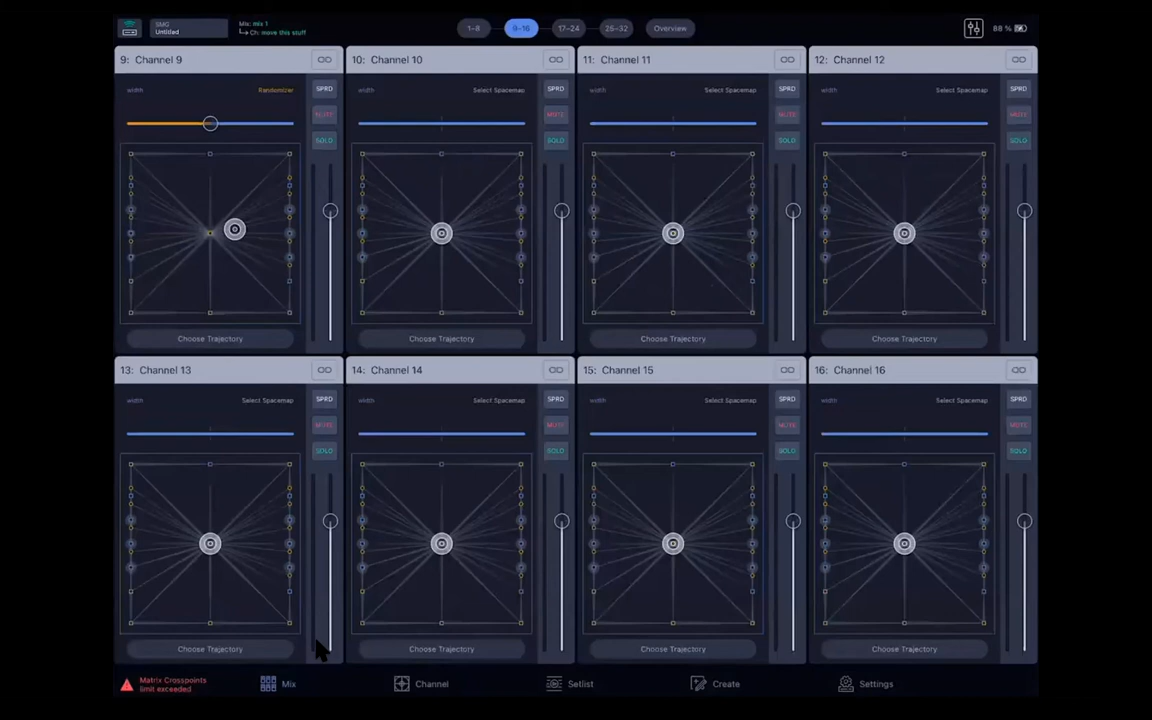 SMG
Untitled
Mix: mix 1
Ch: move this stuff
1-8
9-16
17-24
25-32
Overview
88 %
9: Channel 9
10: Channel 10
11: Channel 11
12: Channel 12
width
Randomizer
SPRD
width
Select Spacemap
SPRD
width
Select Spacemap
SPRD
width
Select Spacemap
SPRD
MUTE
MUTE
MUTE
MUTE
SOLO
SOLO
SOLO
SOLO
Choose Trajectory
Choose Trajectory
Choose Trajectory
Choose Trajectory
13: Channel 13
14: Channel 14
15: Channel 15
16: Channel 16
width
Select Spacemap
SPRD
width
Select Spacemap
SPRD
width
Select Spacemap
SPRD
width
Select Spacemap
SPRD
MUTE
MUTE
MUTE
MUTE
SOLO
SOLO
SOLO
SOLO
Choose Trajectory
Choose Trajectory
Choose Trajectory
Choose Trajectory
Matrix Crosspoints
limit exceeded
Mix
Channel
Setlist
Create
Settings